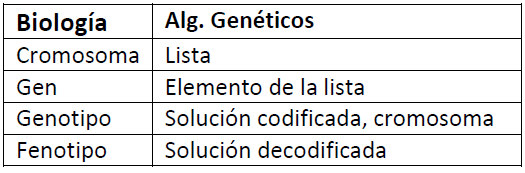 Biología Alg. Genéticos
Cromosoma Lista
Gen Elemento de la lista
Genotipo Solución codificada, cromosoma
Fenotipo Solución decodificada